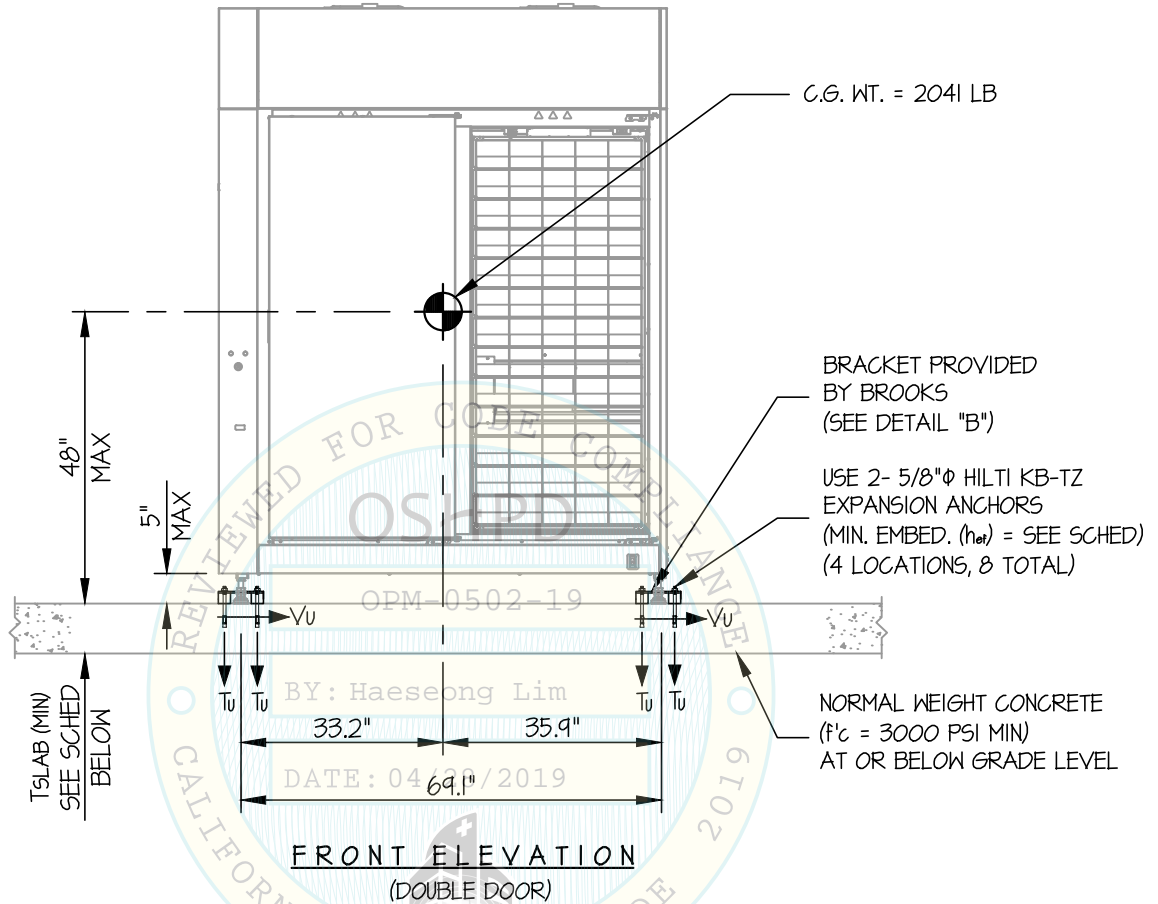 C.G. WT. = 2041 LB
48"
MAX
5"
MAX
BRACKET PROVIDED
BY BROOKS
(SEE DETAIL "B")
USE 2- 5/8"Φ HILTI KB-TZ
EXPANSION ANCHORS
(MIN. EMBED. (hef) = SEE SCHED)
(4 LOCATIONS, 8 TOTAL)
REVIEWED FOR CODE COMPLIANCE
OSHPD
OPM-0502-19
VU
VU
TU
TU
TU
TU
BY: Haeseong Lim
33.2"
35.9"
DATE: 04/29/2019
69.1"
TSLAB (MIN)
SEE SCHED
BELOW
NORMAL WEIGHT CONCRETE
(f'c = 3000 PSI MIN)
AT OR BELOW GRADE LEVEL
2019
FRONT ELEVATION
(DOUBLE DOOR)